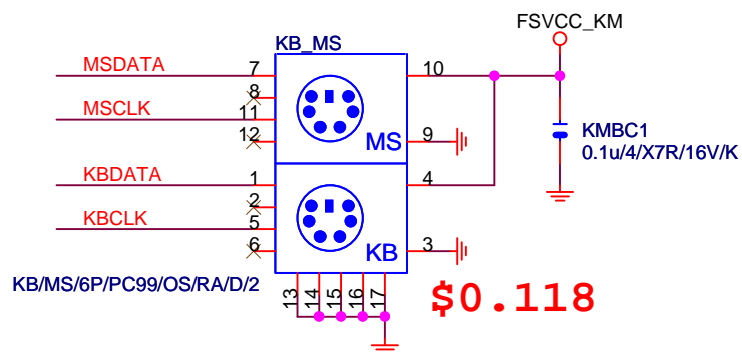 FSVCC_KM
KB_MS
MSDATA
7
10
8
MSCLK
11
12
MS
9
KMBC1
0.1u/4/X7R/16V/K
KBDATA
1
4
2
KBCLK
5
6
KB
3
KB/MS/6P/PC99/OS/RA/D/2
13
14
15
16
17
$0.118